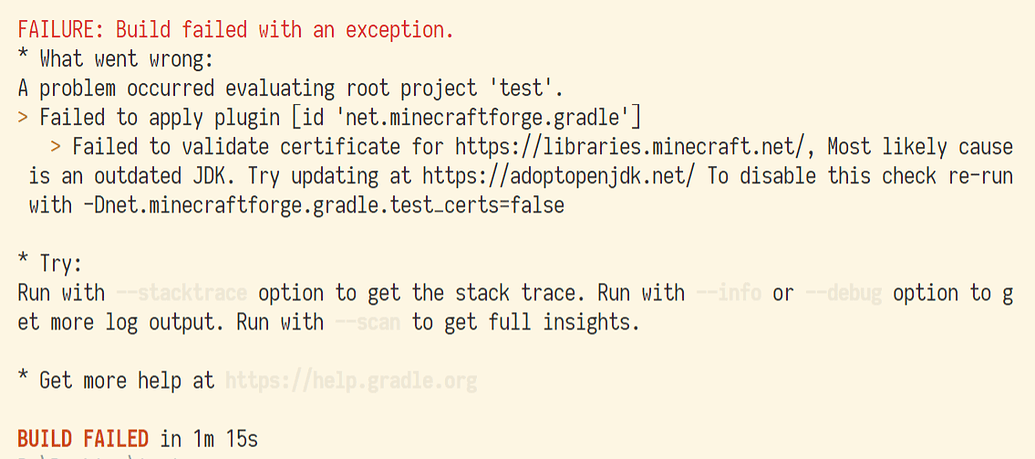 FAILURE: Build failed with an exception.
* What went wrong:
A problem occurred evaluating root project 'test'.
> Failed to apply plugin [id 'net.minecraftforge.gradle']
> Failed to validate certificate for https://libraries.minecraft.net/, Most likely cause
is an outdated JDK. Try updating at https://adoptopenjdk.net/ To disable this check re-run
with -Dnet.minecraftforge.gradle.test_certs=false
* Try:
Run with --stacktrace option to get the stack trace. Run with --info or --debug option to g
et more log output. Run with --scan to get full insights.
* Get more help at https://help.gradle.org
BUILD FAILED in 1m 15s